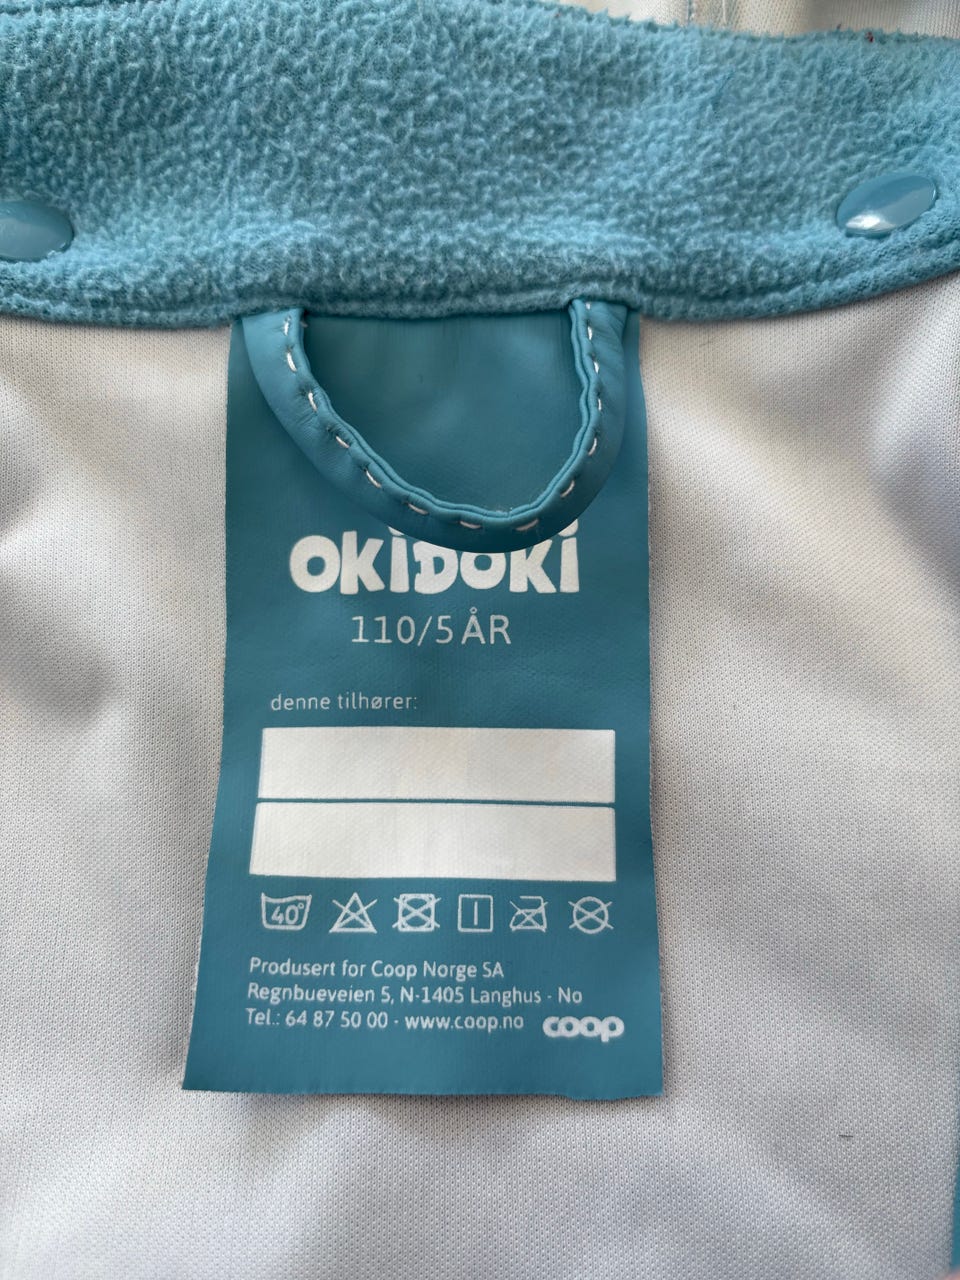 OKIDOKI
110/5 ÅR
denne tilhører:
40°
Produsert for Coop Norge SA
Regnbueveien 5, N-1405 Langhus - No
Tel.: 64 87 50 00 - www.coop.no coop